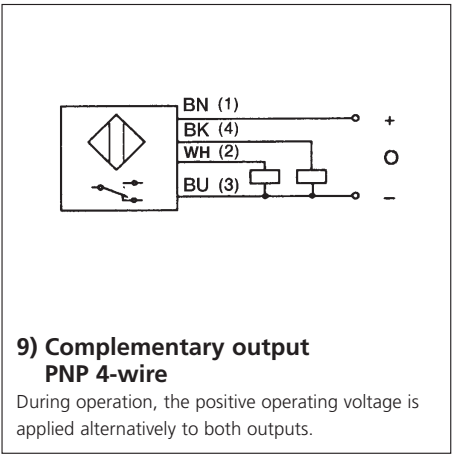 BN (1)
+
BK (4)
O
WH (2)
BU (3)
–
9) Complementary output
PNP 4-wire
During operation, the positive operating voltage is
applied alternatively to both outputs.